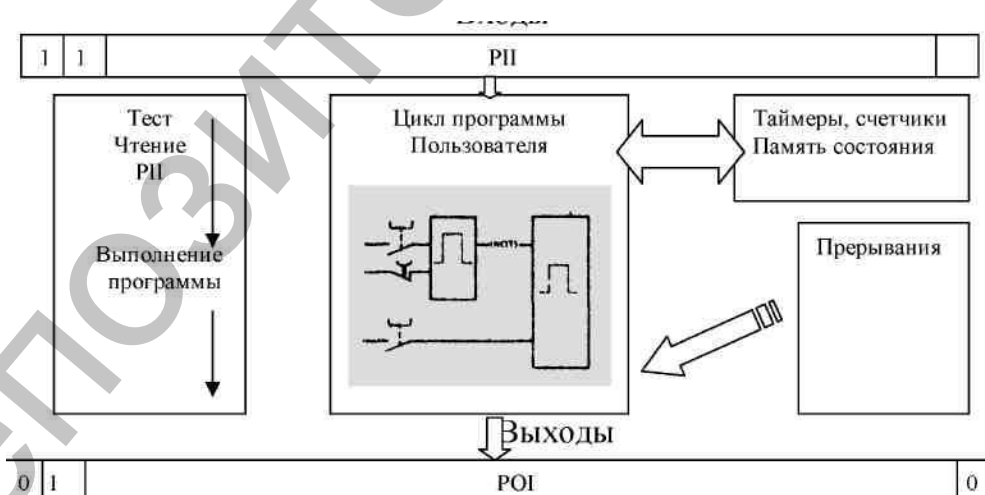 Входы
1 1 PII
Тест
Чтение
PII
Выполнение
программы
Цикл программы
Пользователя
Таймеры, счетчики
Память состояния
Прерывания
Выходы
0 1 POI 0